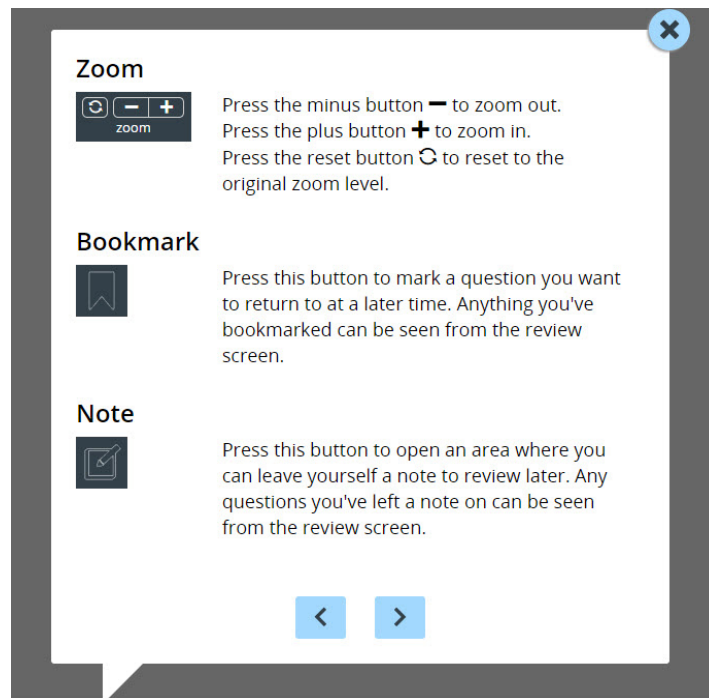 Zoom
zoom
Press the minus button − to zoom out.
Press the plus button + to zoom in.
Press the reset button to reset to the
original zoom level.
Bookmark
Press this button to mark a question you want
to return to at a later time. Anything you've
bookmarked can be seen from the review
screen.
Note
Press this button to open an area where you
can leave yourself a note to review later. Any
questions you've left a note on can be seen
from the review screen.